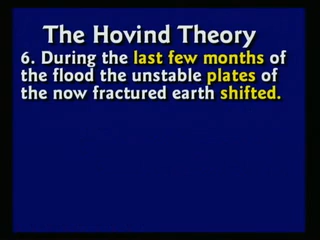 The Hovind Theory
6. During the last few months of
the flood the unstable plates of
the now fractured earth shifted.